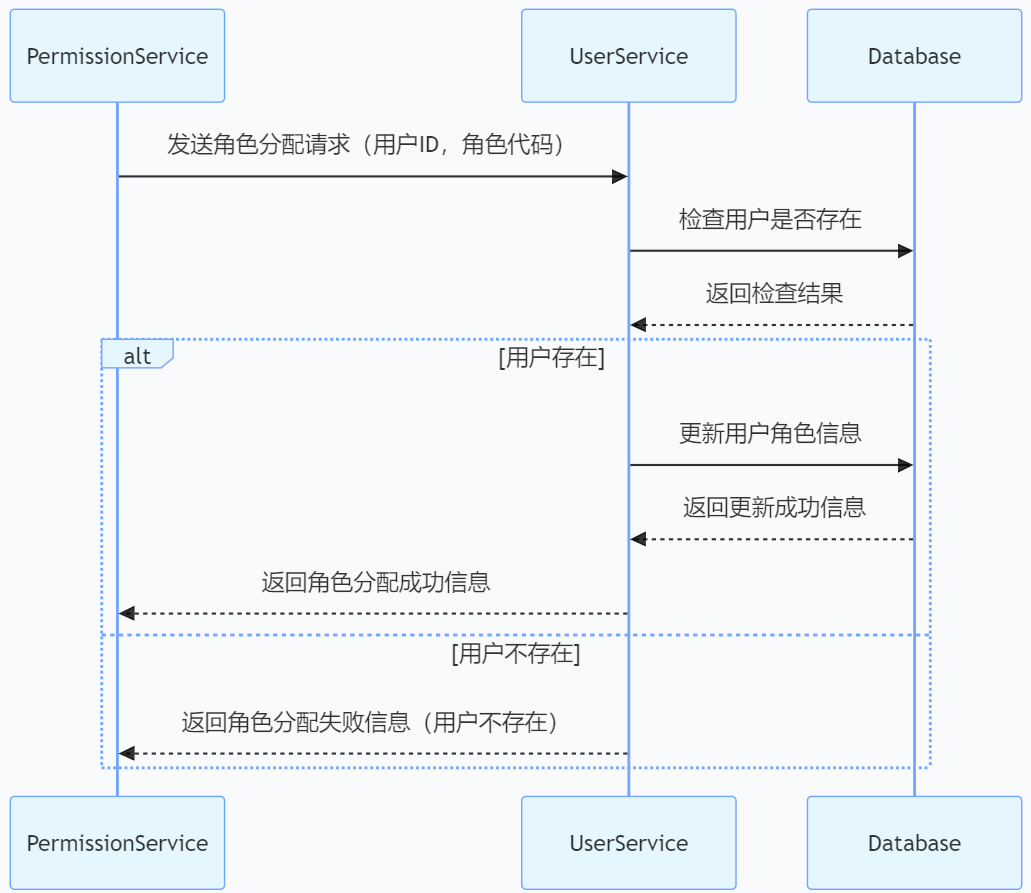 PermissionService
UserService
Database
发送角色分配请求（用户ID，角色代码）
检查用户是否存在
返回检查结果
alt
[用户存在]
更新用户角色信息
返回更新成功信息
返回角色分配成功信息
[用户不存在]
返回角色分配失败信息（用户不存在）
PermissionService
UserService
Database